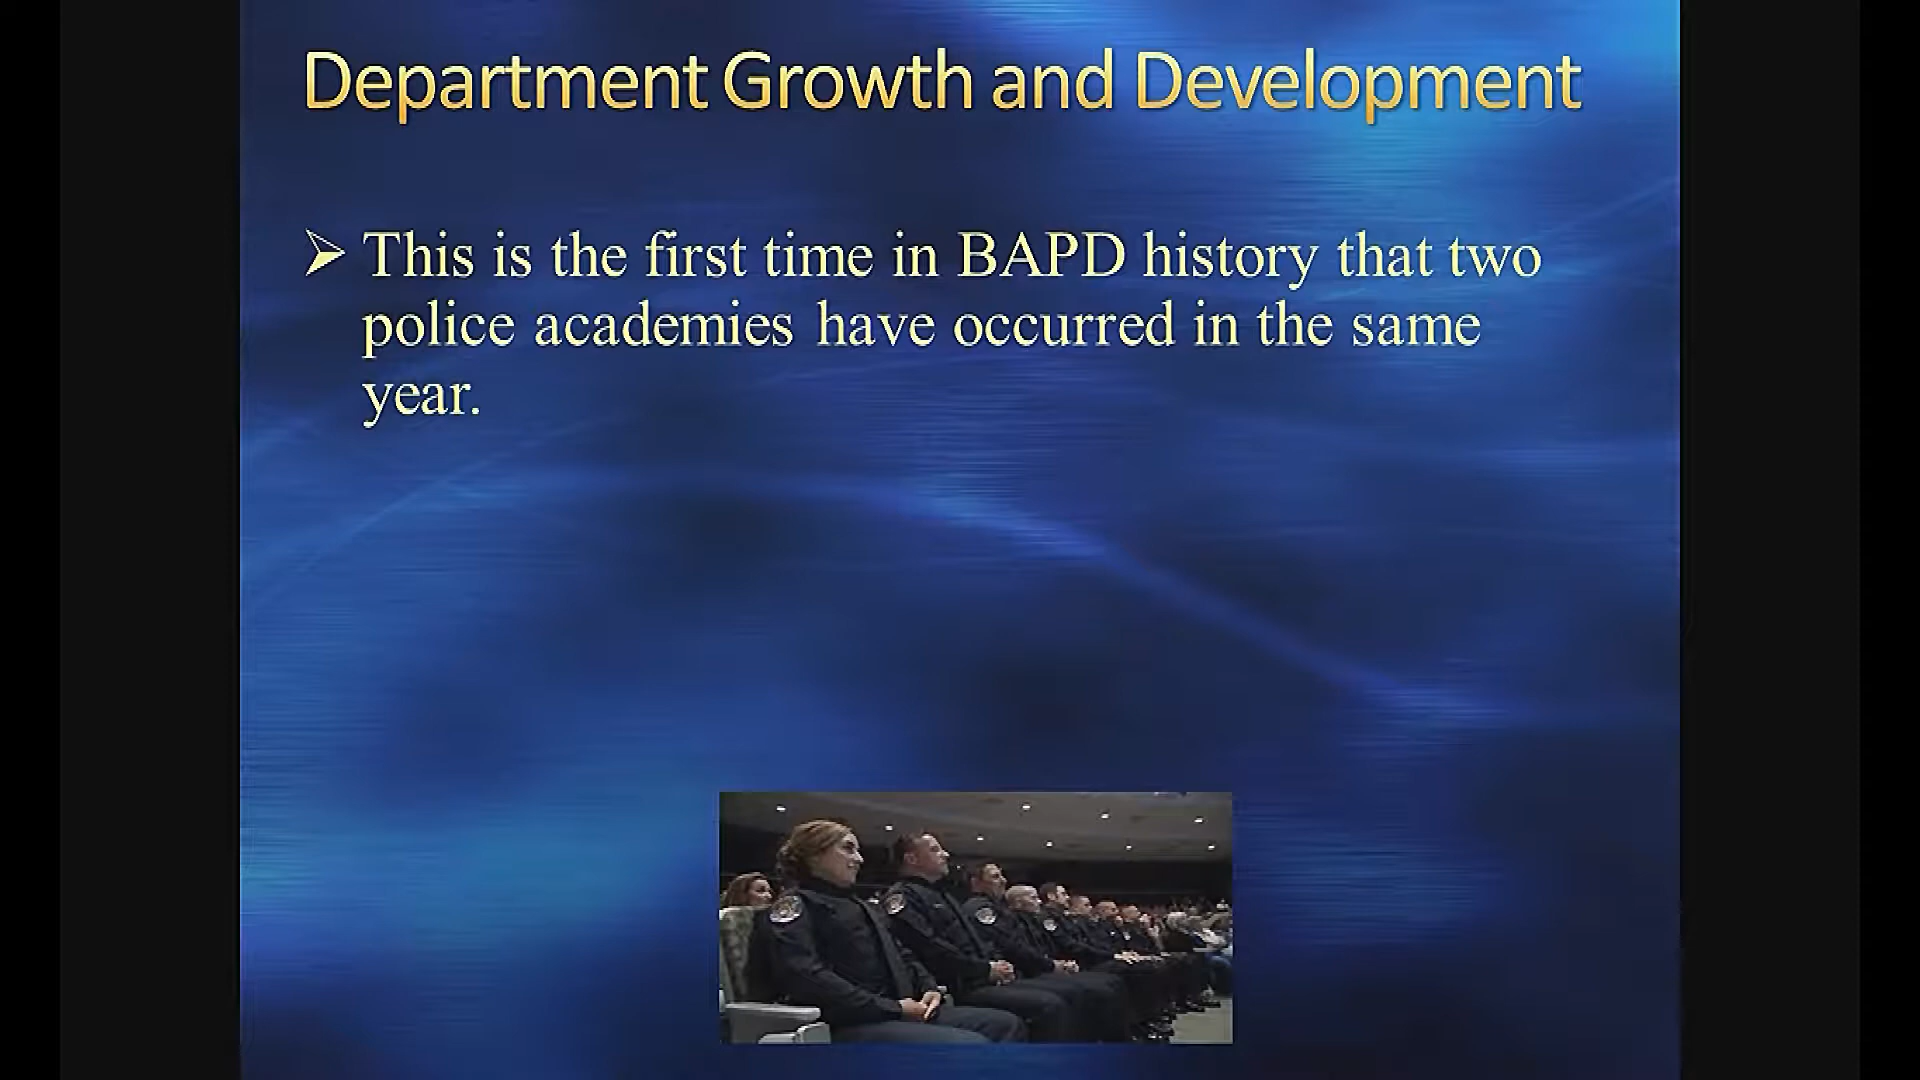 Department Growth and Development
This is the first time in BAPD history that two
police academies have occurred in the same
year.